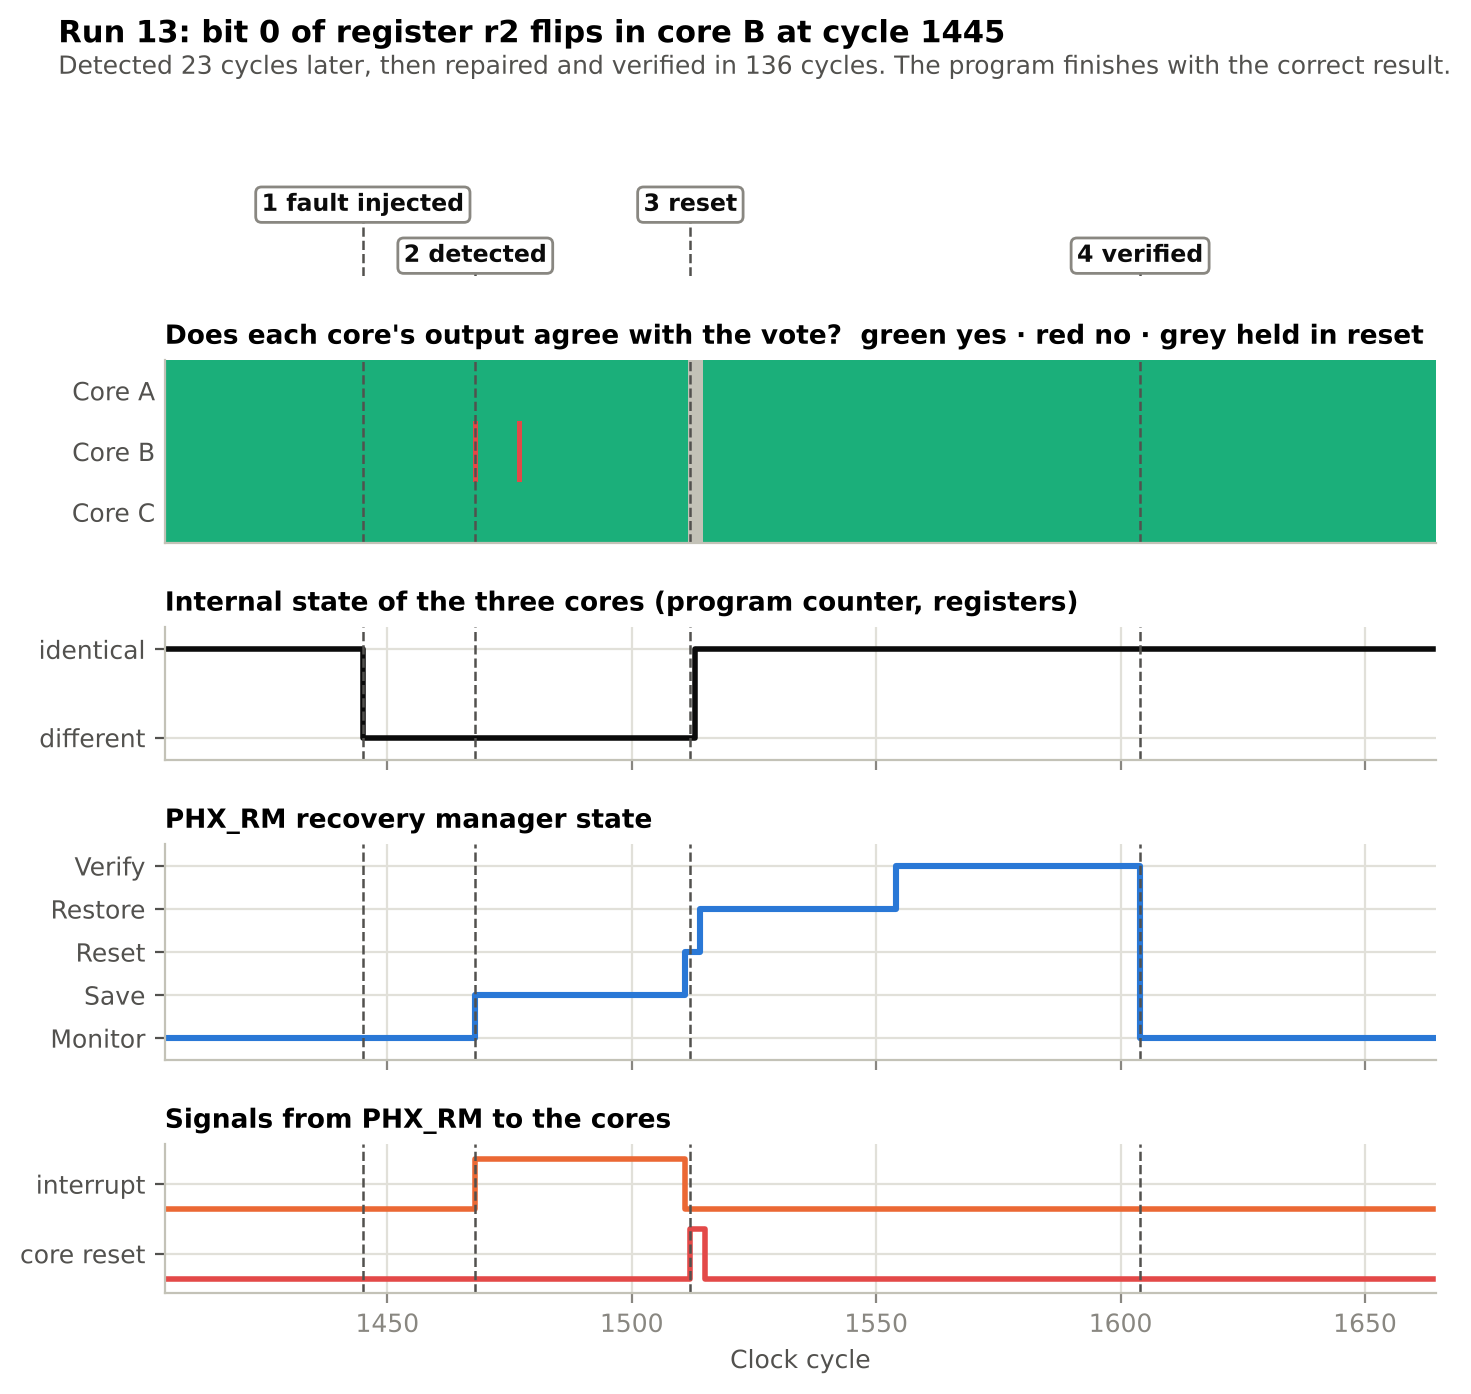 Run 13: bit 0 of register r2 flips in core B at cycle 1445
Detected 23 cycles later, then repaired and verified in 136 cycles. The program finishes with the correct result.
1 fault injected
3 reset
2 detected
4 verified
Does each core's output agree with the vote?  green yes · red no · grey held in reset
Core A
Core B
Core C
Internal state of the three cores (program counter, registers)
identical
different
PHX_RM recovery manager state
Verify
Restore
Reset
Save
Monitor
Signals from PHX_RM to the cores
interrupt
core reset
1450 1500 1550 1600 1650
Clock cycle